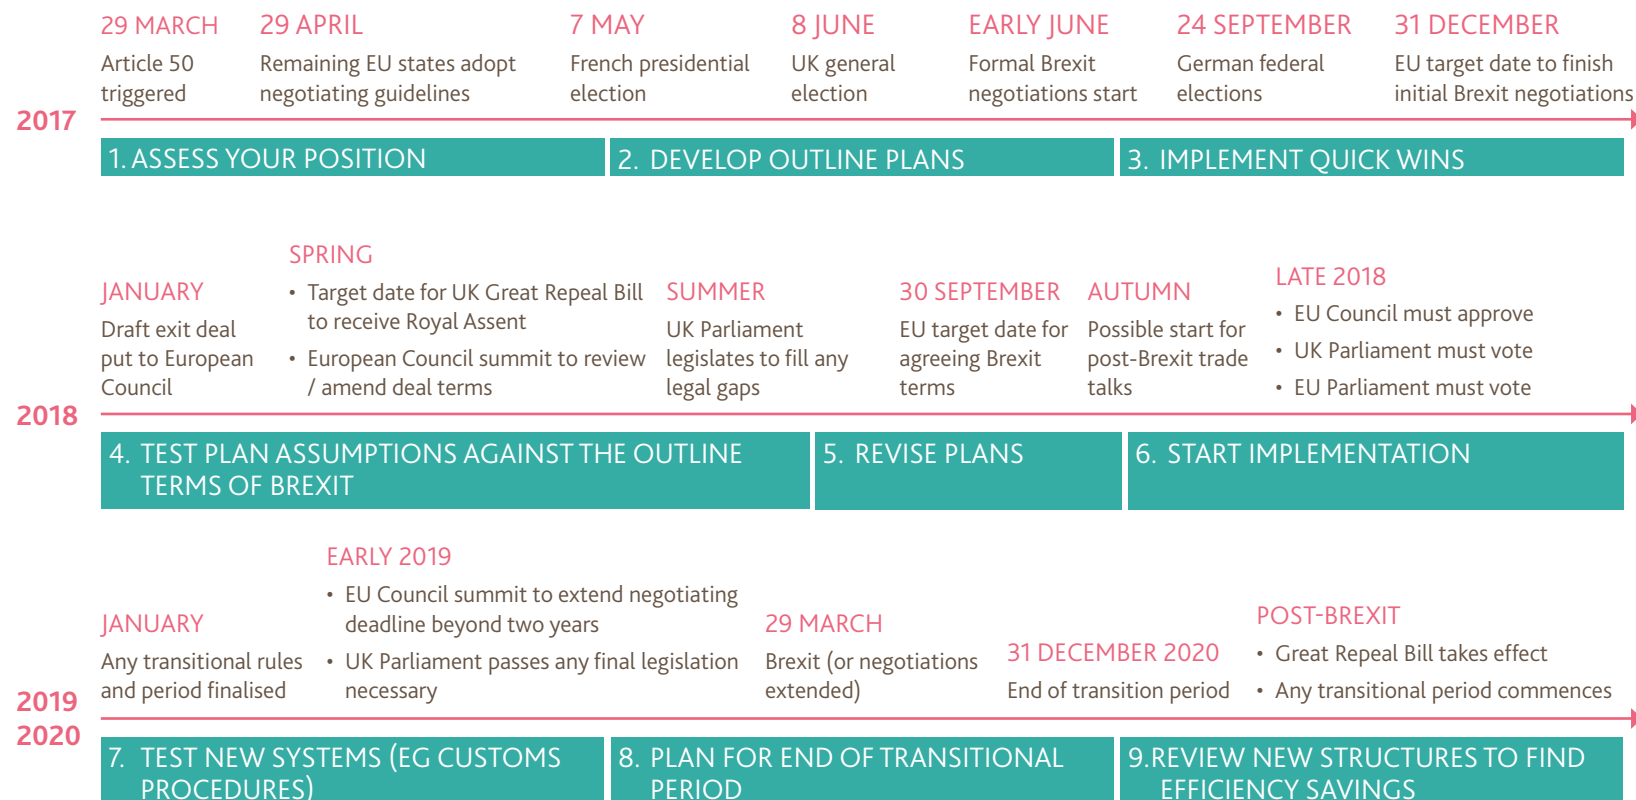 29 MARCH
Article 50
triggered
29 APRIL
Remaining EU states adopt
negotiating guidelines
7 MAY
French presidential
election
8 JUNE
UK general
election
EARLY JUNE
Formal Brexit
negotiations start
24 SEPTEMBER
German federal
elections
31 DECEMBER
EU target date to finish
initial Brexit negotiations
2017
1. ASSESS YOUR POSITION
2. DEVELOP OUTLINE PLANS
3. IMPLEMENT QUICK WINS
JANUARY
Draft exit deal
put to European
Council
SPRING
• Target date for UK Great Repeal Bill
to receive Royal Assent
• European Council summit to review
/ amend deal terms
SUMMER
UK Parliament
legislates to fill any
legal gaps
30 SEPTEMBER
EU target date for
agreeing Brexit
terms
AUTUMN
Possible start for
post-Brexit trade
talks
LATE 2018
• EU Council must approve
• UK Parliament must vote
• EU Parliament must vote
2018
4. TEST PLAN ASSUMPTIONS AGAINST THE OUTLINE
TERMS OF BREXIT
5. REVISE PLANS
6. START IMPLEMENTATION
JANUARY
Any transitional rules
and period finalised
EARLY 2019
• EU Council summit to extend negotiating
deadline beyond two years
• UK Parliament passes any final legislation
necessary
29 MARCH
Brexit (or negotiations
extended)
31 DECEMBER 2020
End of transition period
POST-BREXIT
• Great Repeal Bill takes effect
• Any transitional period commences
2019
2020
7. TEST NEW SYSTEMS (EG CUSTOMS
PROCEDURES)
8. PLAN FOR END OF TRANSITIONAL
PERIOD
9.REVIEW NEW STRUCTURES TO FIND
EFFICIENCY SAVINGS